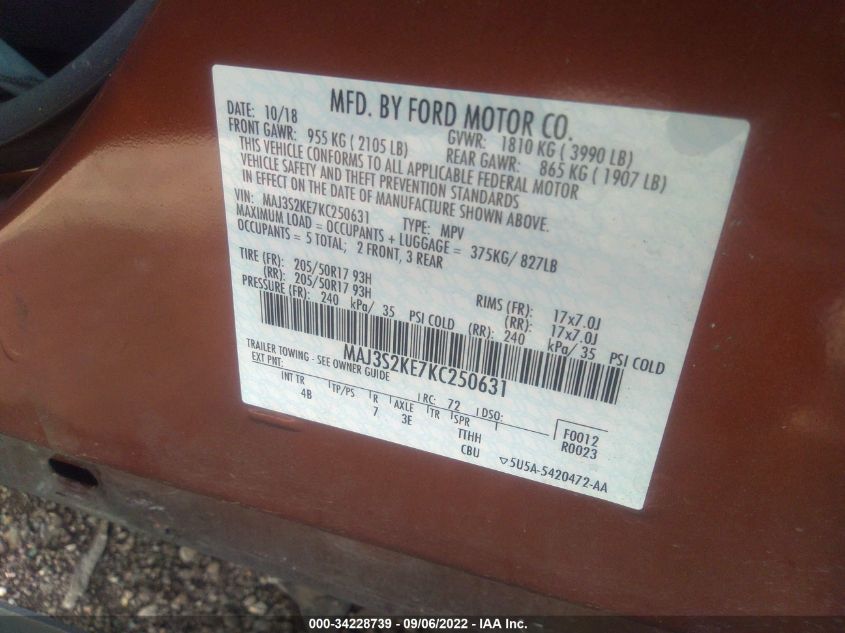 MFD. BY FORD MOTOR CO.
DATE: 10/18 GVWR: 1810 KG ( 3990 LB)
FRONT GAWR: 955 KG ( 2105 LB) REAR GAWR: 865 KG ( 1907 LB)
THIS VEHICLE CONFORMS TO ALL APPLICABLE FEDERAL MOTOR
VEHICLE SAFETY AND THEFT PREVENTION STANDARDS
IN EFFECT ON THE DATE OF MANUFACTURE SHOWN ABOVE.
VIN: MAJ3S2KE7KC250631 TYPE: MPV
MAXIMUM LOAD = OCCUPANTS + LUGGAGE = 375KG/ 827LB
OCCUPANTS = 5 TOTAL; 2 FRONT, 3 REAR
TIRE (FR): 205/50R17 93H RIMS (FR): 17x7.0J
(RR): 205/50R17 93H (RR): 17x7.0J
PRESSURE (FR): 240 kPa/ 35 PSI COLD (RR): 240 kPa/ 35 PSI COLD
MAJ3S2KE7KC250631
TRAILER TOWING - SEE OWNER GUIDE
EXT PNT: RC: 72 DSO:
INT TR TP/PS R AXLE TR SPR F0012
4B 7 3E TTHH R0023
CBU ▽5U5A-5420472-AA
000-34228739 - 09/06/2022 - IAA Inc.